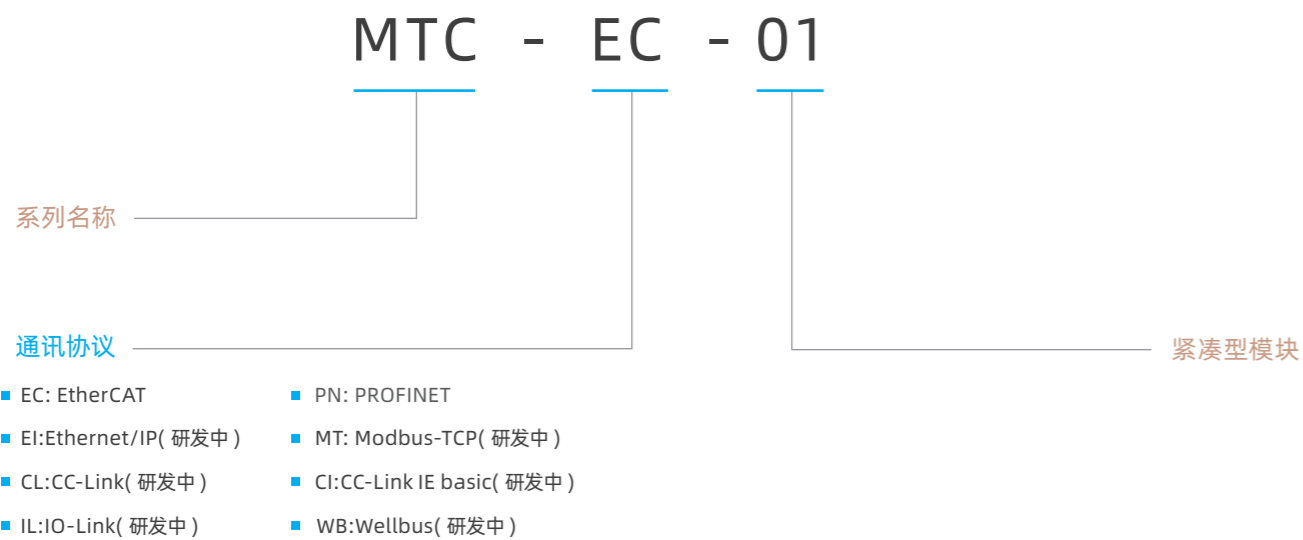 MTC - EC - 01
系列名称
通讯协议
紧凑型模块
EC: EtherCAT
PN: PROFINET
EI:Ethernet/IP( 研发中 )
MT: Modbus-TCP( 研发中 )
CL:CC-Link( 研发中 )
CI:CC-Link IE basic( 研发中 )
IL:IO-Link( 研发中 )
WB:Wellbus( 研发中 )